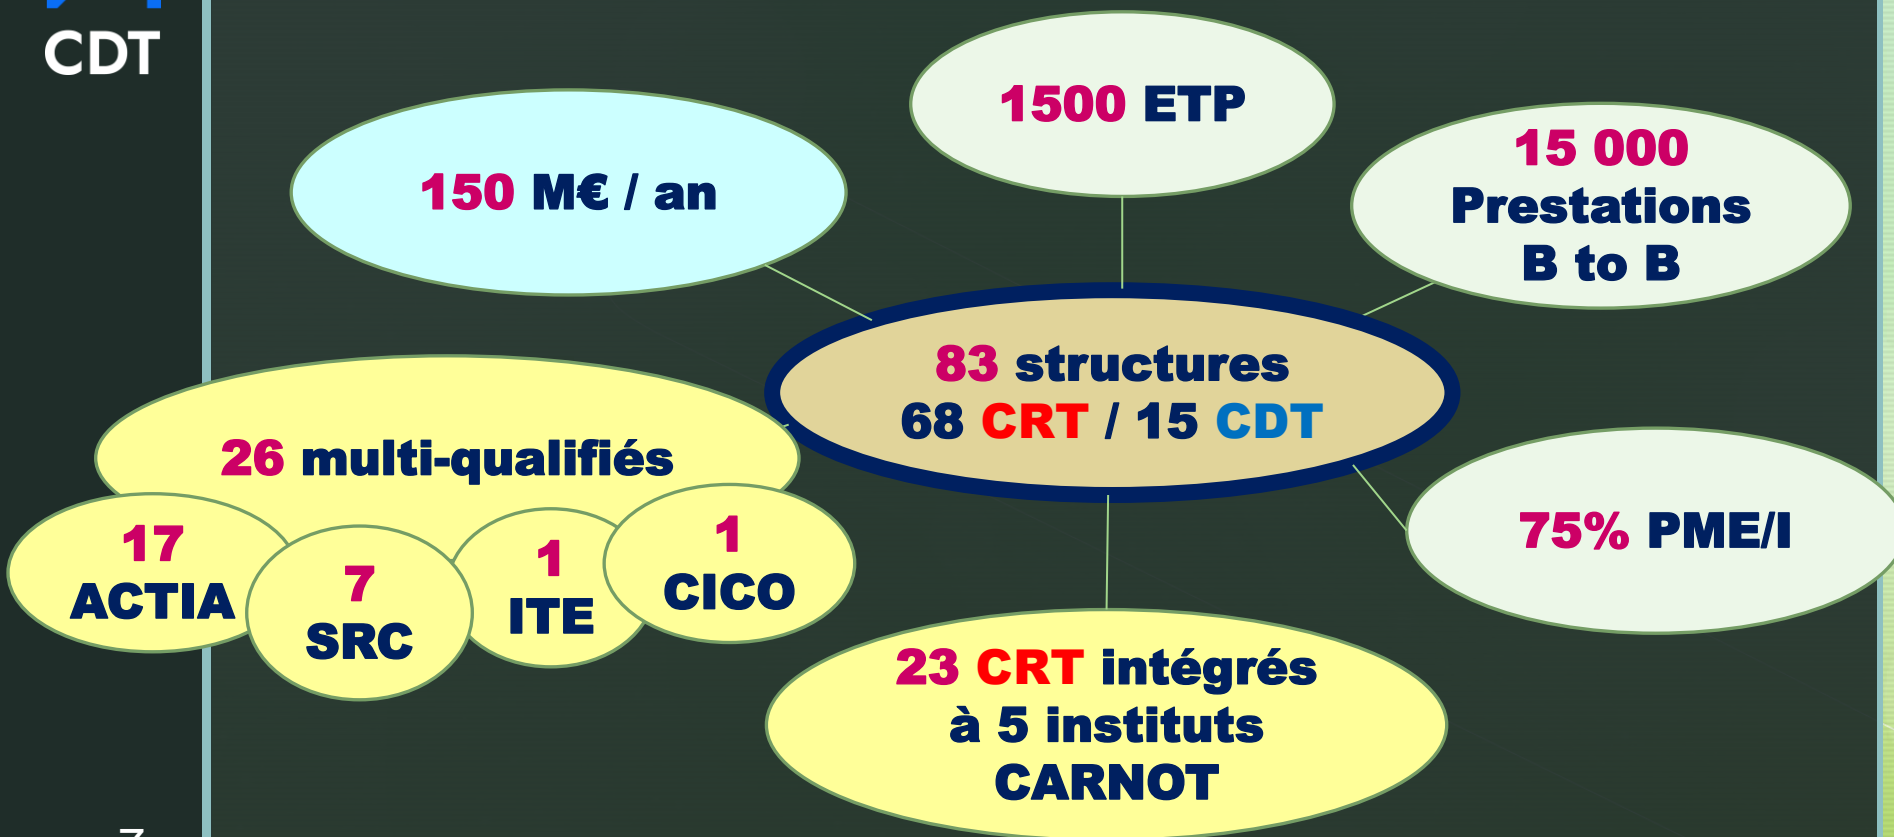 CDT
1500 ETP
150 M€ / an
15 000
Prestations
B to B
83 structures
68 CRT / 15 CDT
26 multi-qualifiés
17
ACTIA
7
SRC
1
ITE
1
CICO
75% PME/I
23 CRT intégrés
à 5 instituts
CARNOT